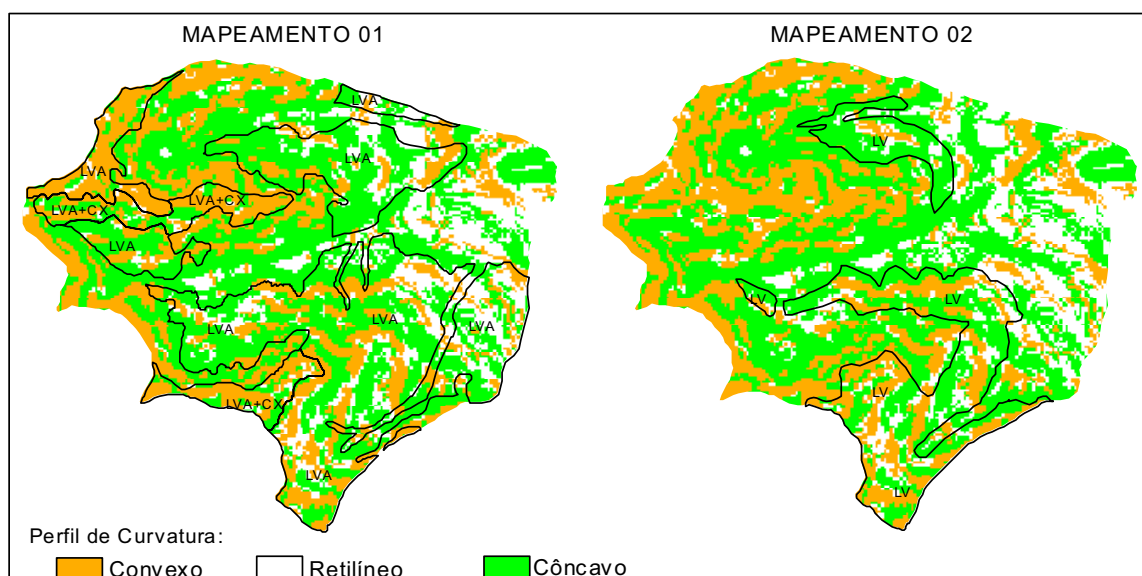 MAPEAMENTO 01
MAPEAMENTO 02
LVA
LV
LVA
LVA
LVA+CX
LVA+CX
LVA
LVA
LVA
LVA
LV
LV
LVA+CX
LV
LVA
LV
Perfil de Curvatura:
Convexo
Retilíneo
Côncavo